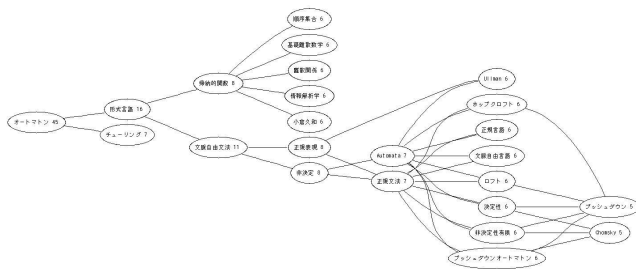 オートマトン 45
形式言語 16
チューリング 7
帰納的関数 8
文脈自由文法 11
順序集合 6
基礎離散数学 6
離散関係 6
情報解析学 6
小倉久和 6
正規表現 8
非決定 8
Automata 7
正規文法 7
Ullman 6
ホップクロフト 6
正規言語 6
文脈自由言語 6
ロフト 6
決定性 6
非決定性有限 6
プッシュダウンオートマトン 6
プッシュダウン 5
Chomsky 5